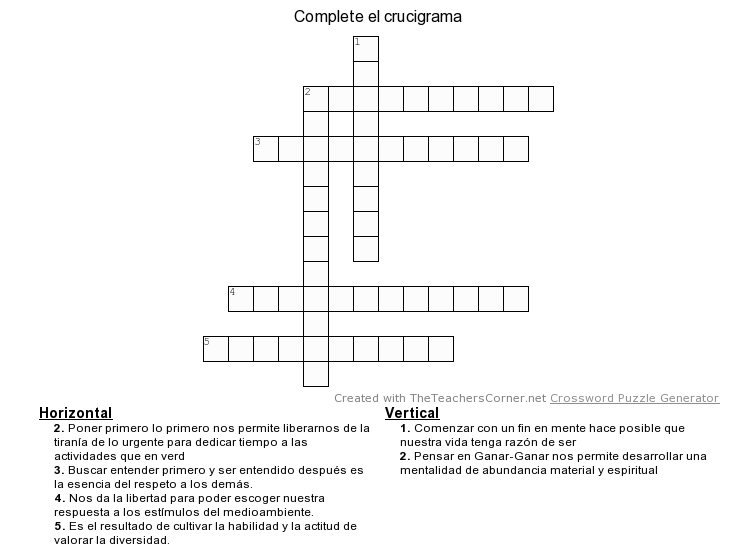 Complete el crucigrama
1
2
3
4
5
Created with TheTeachersCorner.net Crossword Puzzle Generator
Horizontal
2. Poner primero lo primero nos permite liberarnos de la
tiranía de lo urgente para dedicar tiempo a las
actividades que en verd
3. Buscar entender primero y ser entendido después es
la esencia del respeto a los demás.
4. Nos da la libertad para poder escoger nuestra
respuesta a los estímulos del medioambiente.
5. Es el resultado de cultivar la habilidad y la actitud de
valorar la diversidad.
Vertical
1. Comenzar con un fin en mente hace posible que
nuestra vida tenga razón de ser
2. Pensar en Ganar-Ganar nos permite desarrollar una
mentalidad de abundancia material y espiritual